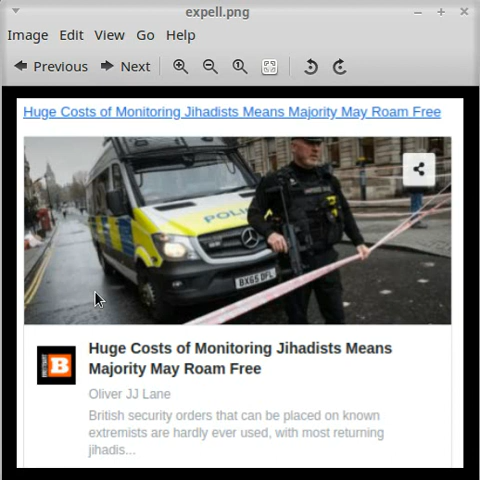 expell.png
Image Edit View Go Help
Previous Next
Huge Costs of Monitoring Jihadists Means Majority May Roam Free
POLI
BX65 DFL
Huge Costs of Monitoring Jihadists Means
Majority May Roam Free
Oliver JJ Lane
British security orders that can be placed on known
extremists are hardly ever used, with most returning
jihadis...